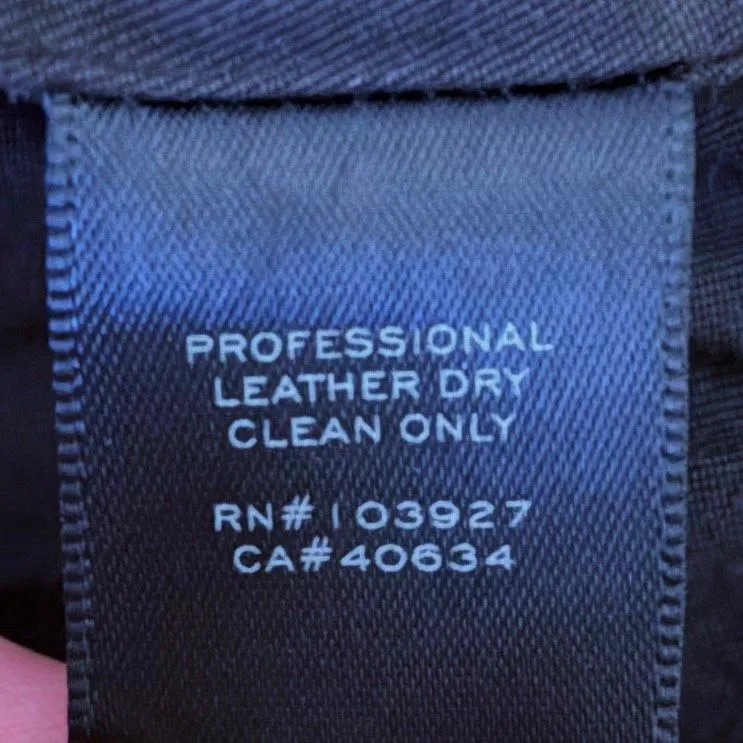 PROFESSIONAL
LEATHER DRY
CLEAN ONLY
RN# 103927
CA#40634